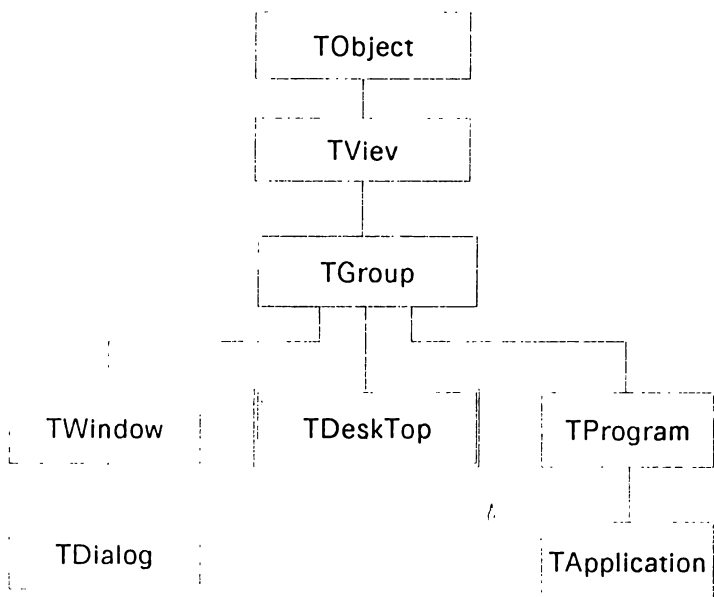 TObject
TViev
TGroup
TWindow
TDeskTop
TProgram
TDialog
TApplication